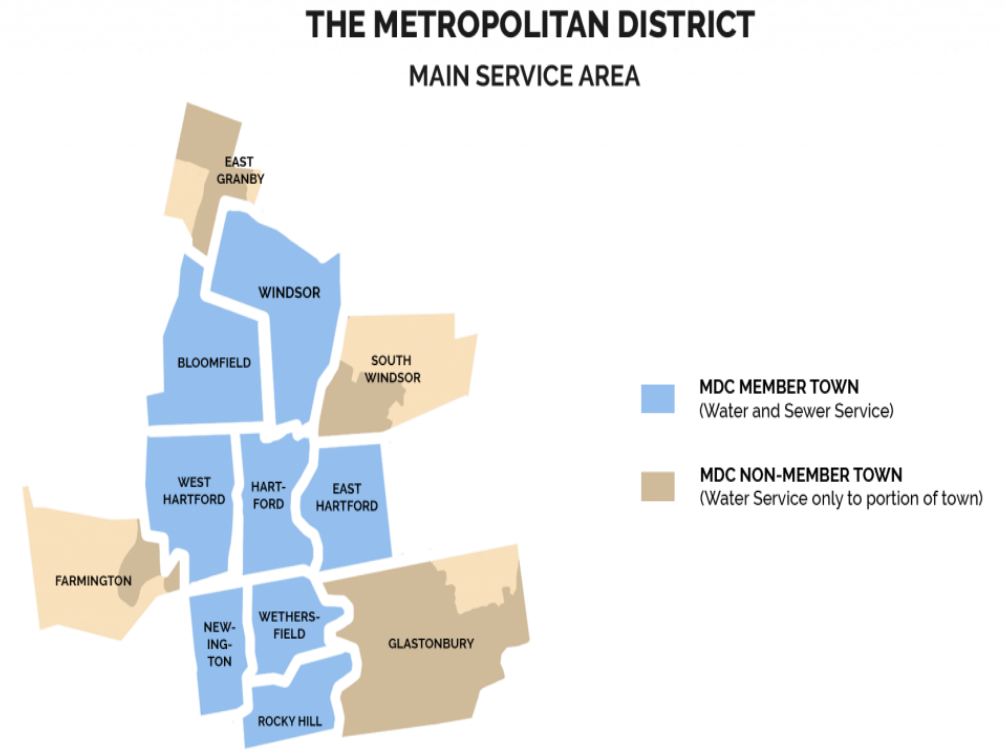 THE METROPOLITAN DISTRICT
MAIN SERVICE AREA
EAST
GRANBY
WINDSOR
BLOOMFIELD
SOUTH
WINDSOR
MDC MEMBER TOWN
(Water and Sewer Service)
MDC NON-MEMBER TOWN
(Water Service only to portion of town)
WEST
HARTFORD
HART-
FORD
EAST
HARTFORD
FARMINGTON
NEW-
ING-
TON
WETHERS-
FIELD
GLASTONBURY
ROCKY HILL